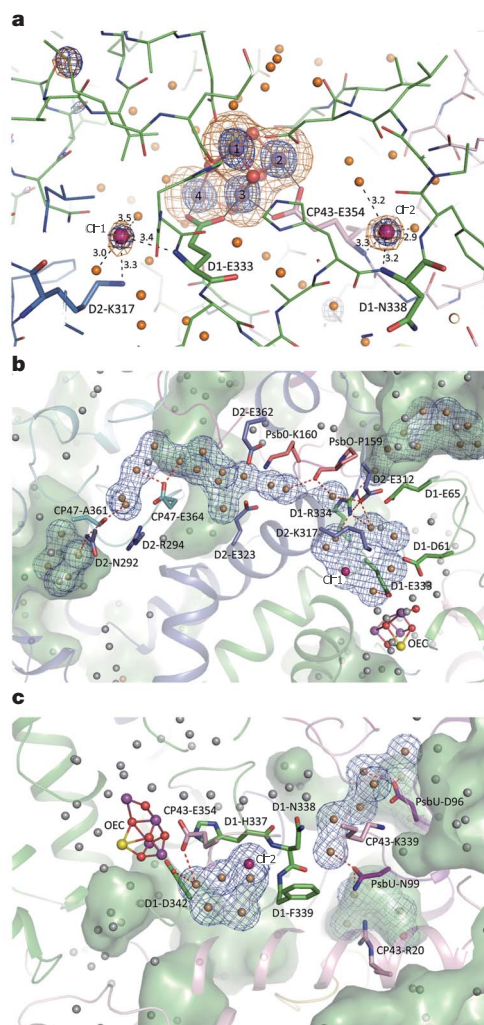 a
1
2
4
3
3.5
Cl-1
3.4
3.0
3.3
D1-E333
D2-K317
CP43-E354
3.2
Cl-2
2.9
3.3
3.2
D1-N338
b
D2-E362
PsbO-K160
PsbO-P159
D2-E312
D1-E65
D1-R334
CP47-A361
CP47-E364
D2-K317
D1-D61
D2-R294
D2-N292
D2-E323
Cl-1
D1-E333
OEC
c
CP43-E354
D1-N338
PsbU-D96
OEC
D1-H337
CP43-K339
Cl-2
PsbU-N99
D1-D342
D1-F339
CP43-R20